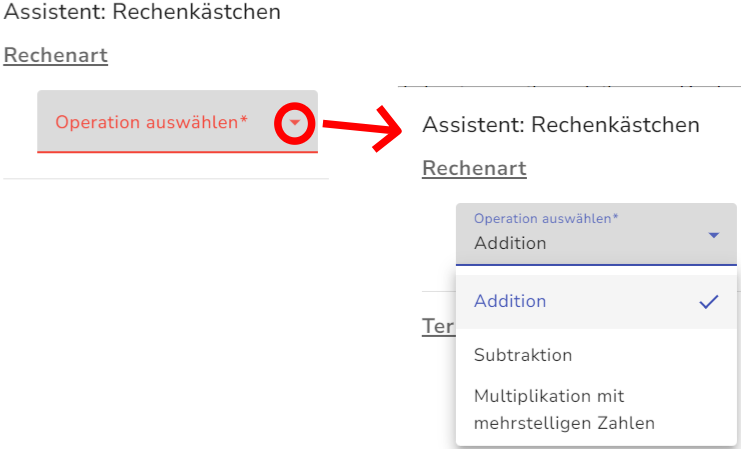 Assistent: Rechenkästchen
Rechenart
Operation auswählen*
Assistent: Rechenkästchen
Rechenart
Operation auswählen*
Addition
Addition
Ter
Subtraktion
Multiplikation mit
mehrstelligen Zahlen